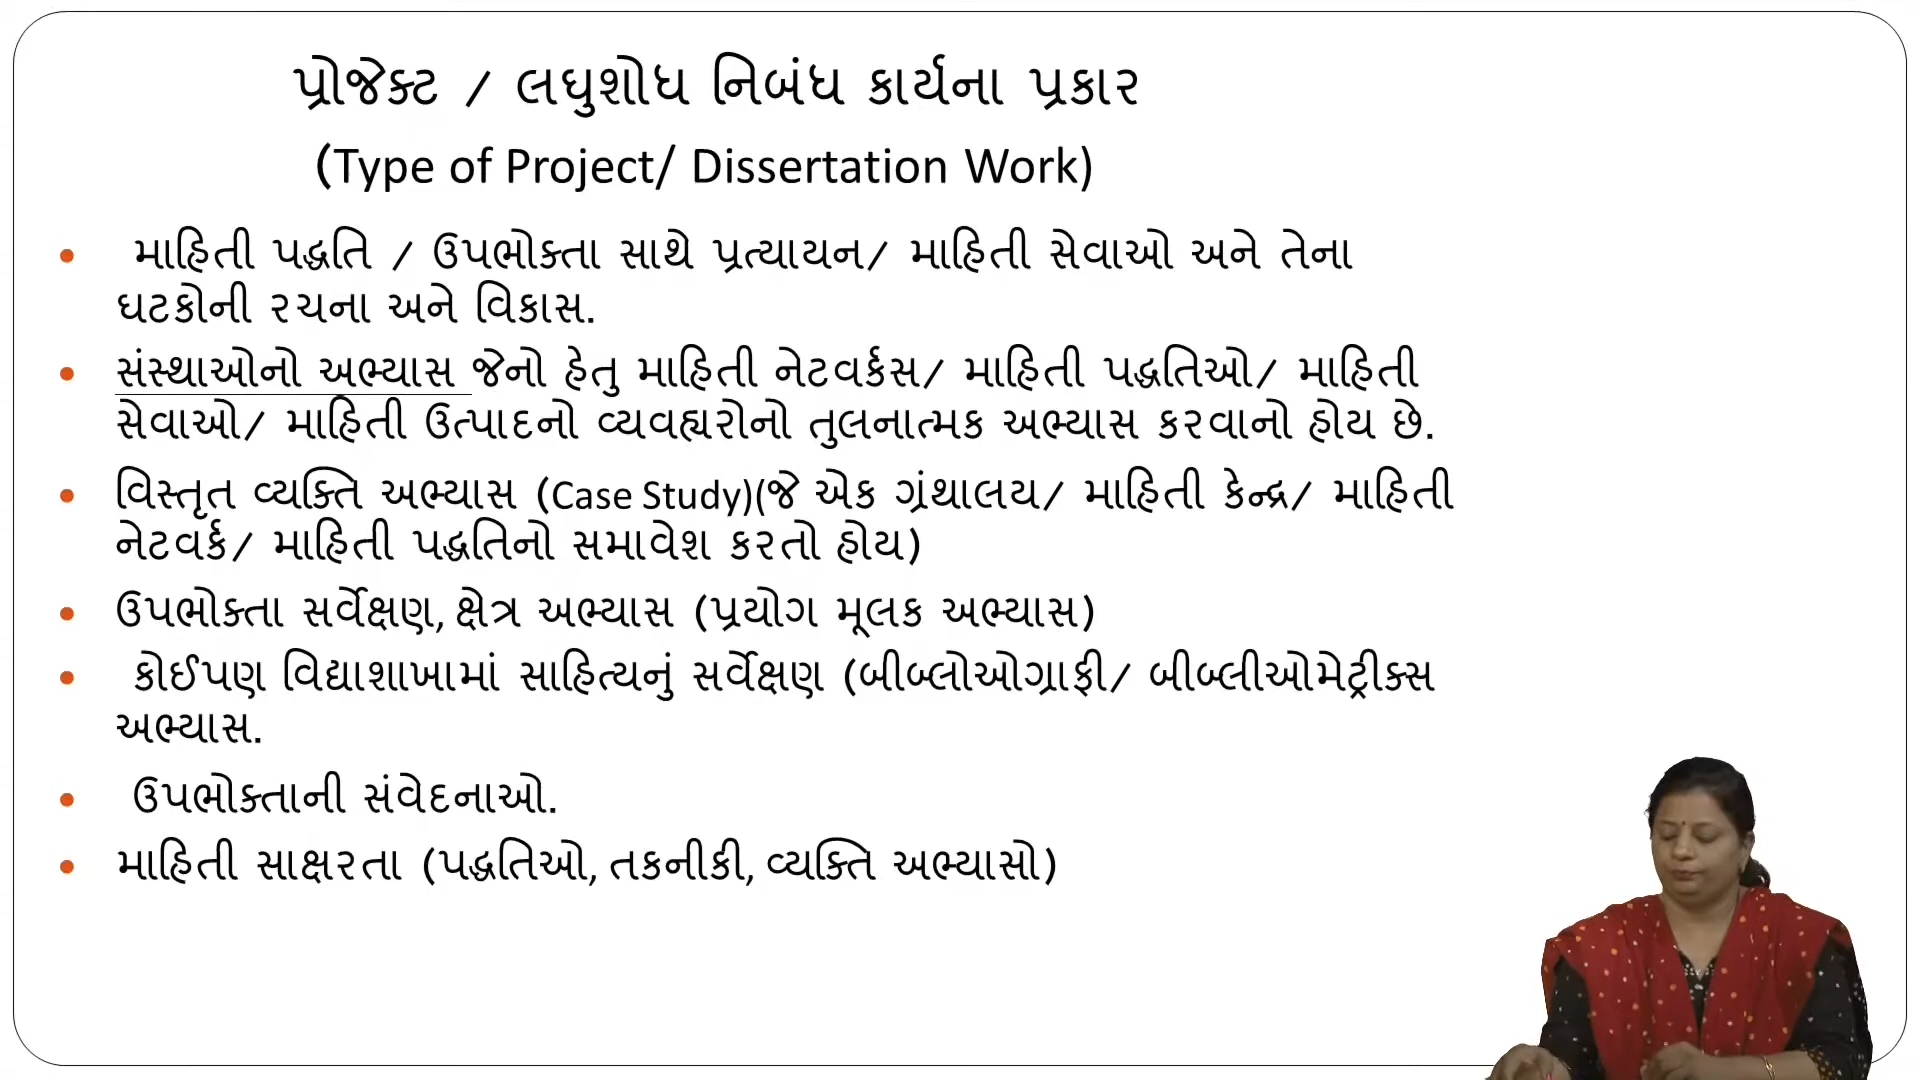 પ્રોજેક્ટ / લઘુશોધ નિબંધ કાર્યના પ્રકાર
(Type of Project/ Dissertation Work)
• માહિતી પદ્ધતિ / ઉપભોક્તા સાથે પ્રત્યાયન/ માહિતી સેવાઓ અને તેના
ઘટકોની રચના અને વિકાસ.
• સંસ્થાઓનો અભ્યાસ જેનો હેતુ માહિતી નેટવર્કસ/ માહિતી પદ્ધતિઓ/ માહિતી
સેવાઓ/ માહિતી ઉત્પાદનો વ્યવહ્યરોનો તુલનાત્મક અભ્યાસ કરવાનો હોય છે.
• વિસ્તૃત વ્યક્તિ અભ્યાસ (Case Study)(જે એક ગ્રંથાલય/ માહિતી કેન્દ્ર/ માહિતી
નેટવર્ક/ માહિતી પદ્ધતિનો સમાવેશ કરતો હોય)
• ઉપભોક્તા સર્વેક્ષણ, ક્ષેત્ર અભ્યાસ (પ્રયોગ મૂલક અભ્યાસ)
• કોઈપણ વિદ્યાશાખામાં સાહિત્યનું સર્વેક્ષણ (બીબ્લોઓગ્રાફી/ બીબ્લીઓમેટ્રીક્સ
અભ્યાસ.
• ઉપભોક્તાની સંવેદનાઓ.
• માહિતી સાક્ષરતા (પદ્ધતિઓ, તકનીકી, વ્યક્તિ અભ્યાસો)